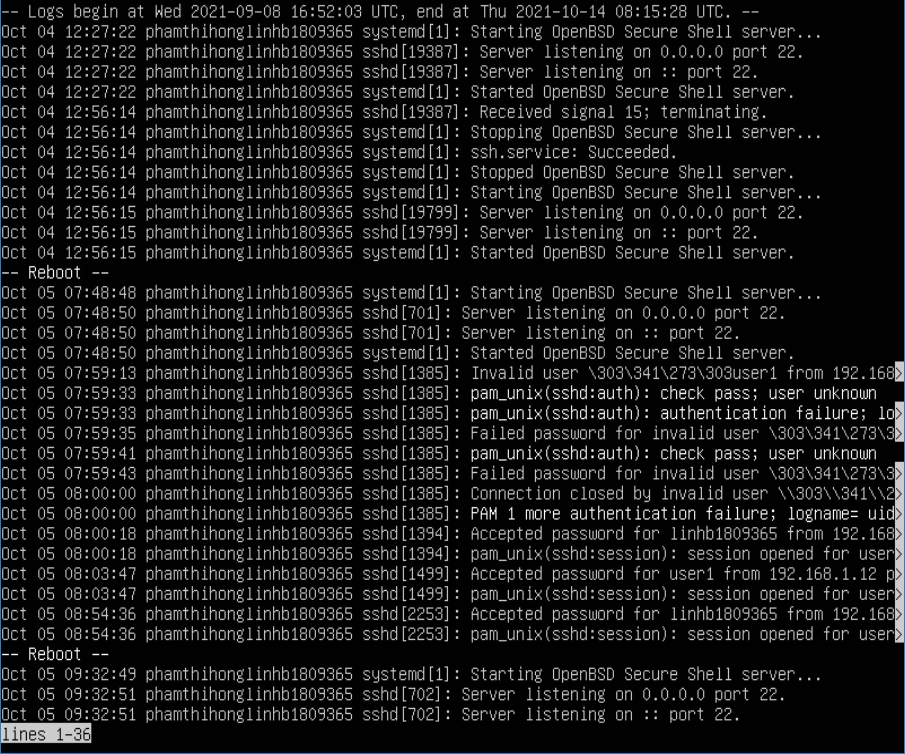 -- Logs begin at Wed 2021-09-08 16:52:03 UTC, end at Thu 2021-10-14 08:15:28 UTC. --
Oct 04 12:27:22 phamthihonglinhb1809365 systemd[1]: Starting OpenBSD Secure Shell server...
Oct 04 12:27:22 phamthihonglinhb1809365 sshd[19387]: Server listening on 0.0.0.0 port 22.
Oct 04 12:27:22 phamthihonglinhb1809365 sshd[19387]: Server listening on :: port 22.
Oct 04 12:27:22 phamthihonglinhb1809365 systemd[1]: Started OpenBSD Secure Shell server.
Oct 04 12:56:14 phamthihonglinhb1809365 sshd[19387]: Received signal 15; terminating.
Oct 04 12:56:14 phamthihonglinhb1809365 systemd[1]: Stopping OpenBSD Secure Shell server...
Oct 04 12:56:14 phamthihonglinhb1809365 systemd[1]: ssh.service: Succeeded.
Oct 04 12:56:14 phamthihonglinhb1809365 systemd[1]: Stopped OpenBSD Secure Shell server.
Oct 04 12:56:14 phamthihonglinhb1809365 systemd[1]: Starting OpenBSD Secure Shell server...
Oct 04 12:56:15 phamthihonglinhb1809365 sshd[19799]: Server listening on 0.0.0.0 port 22.
Oct 04 12:56:15 phamthihonglinhb1809365 sshd[19799]: Server listening on :: port 22.
Oct 04 12:56:15 phamthihonglinhb1809365 systemd[1]: Started OpenBSD Secure Shell server.
-- Reboot --
Oct 05 07:48:48 phamthihonglinhb1809365 systemd[1]: Starting OpenBSD Secure Shell server...
Oct 05 07:48:50 phamthihonglinhb1809365 sshd[701]: Server listening on 0.0.0.0 port 22.
Oct 05 07:48:50 phamthihonglinhb1809365 sshd[701]: Server listening on :: port 22.
Oct 05 07:48:50 phamthihonglinhb1809365 systemd[1]: Started OpenBSD Secure Shell server.
Oct 05 07:59:13 phamthihonglinhb1809365 sshd[1385]: Invalid user \303\341\273\303user1 from 192.168>
Oct 05 07:59:33 phamthihonglinhb1809365 sshd[1385]: pam_unix(sshd:auth): check pass; user unknown
Oct 05 07:59:33 phamthihonglinhb1809365 sshd[1385]: pam_unix(sshd:auth): authentication failure; lo>
Oct 05 07:59:35 phamthihonglinhb1809365 sshd[1385]: Failed password for invalid user \303\341\273\3>
Oct 05 07:59:41 phamthihonglinhb1809365 sshd[1385]: pam_unix(sshd:auth): check pass; user unknown
Oct 05 07:59:43 phamthihonglinhb1809365 sshd[1385]: Failed password for invalid user \303\341\273\3>
Oct 05 08:00:00 phamthihonglinhb1809365 sshd[1385]: Connection closed by invalid user \\303\\341\\2>
Oct 05 08:00:00 phamthihonglinhb1809365 sshd[1385]: PAM 1 more authentication failure; logname= uid>
Oct 05 08:00:18 phamthihonglinhb1809365 sshd[1394]: Accepted password for linhb1809365 from 192.168>
Oct 05 08:00:18 phamthihonglinhb1809365 sshd[1394]: pam_unix(sshd:session): session opened for user>
Oct 05 08:03:47 phamthihonglinhb1809365 sshd[1499]: Accepted password for user1 from 192.168.1.12 p>
Oct 05 08:03:47 phamthihonglinhb1809365 sshd[1499]: pam_unix(sshd:session): session opened for user>
Oct 05 08:54:36 phamthihonglinhb1809365 sshd[2253]: Accepted password for linhb1809365 from 192.168>
Oct 05 08:54:36 phamthihonglinhb1809365 sshd[2253]: pam_unix(sshd:session): session opened for user>
-- Reboot --
Oct 05 09:32:49 phamthihonglinhb1809365 systemd[1]: Starting OpenBSD Secure Shell server...
Oct 05 09:32:51 phamthihonglinhb1809365 sshd[702]: Server listening on 0.0.0.0 port 22.
Oct 05 09:32:51 phamthihonglinhb1809365 sshd[702]: Server listening on :: port 22.
lines 1-36